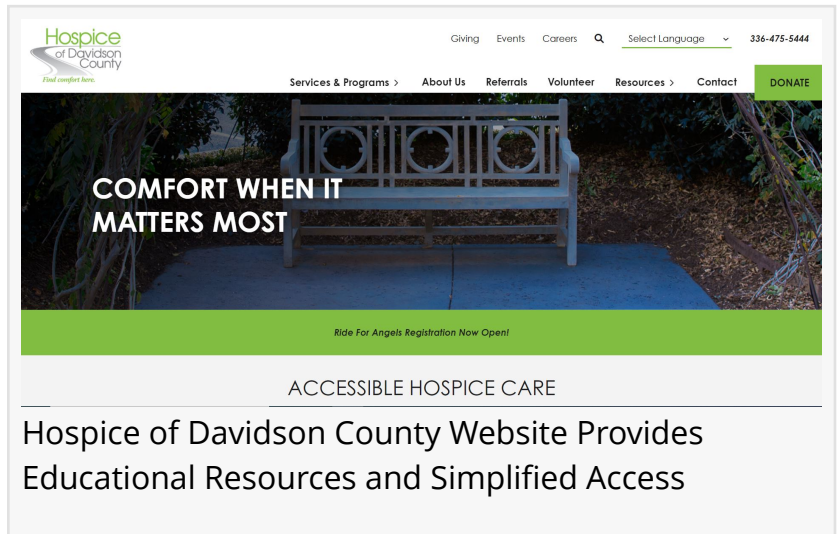 Hospice
of Davidson
County
Find comfort here.
Giving Events Careers Select Language 336-475-5444
Services & Programs > About Us Referrals Volunteer Resources > Contact DONATE
COMFORT WHEN IT
MATTERS MOST
Ride For Angels Registration Now Open!
ACCESSIBLE HOSPICE CARE
Hospice of Davidson County Website Provides
Educational Resources and Simplified Access